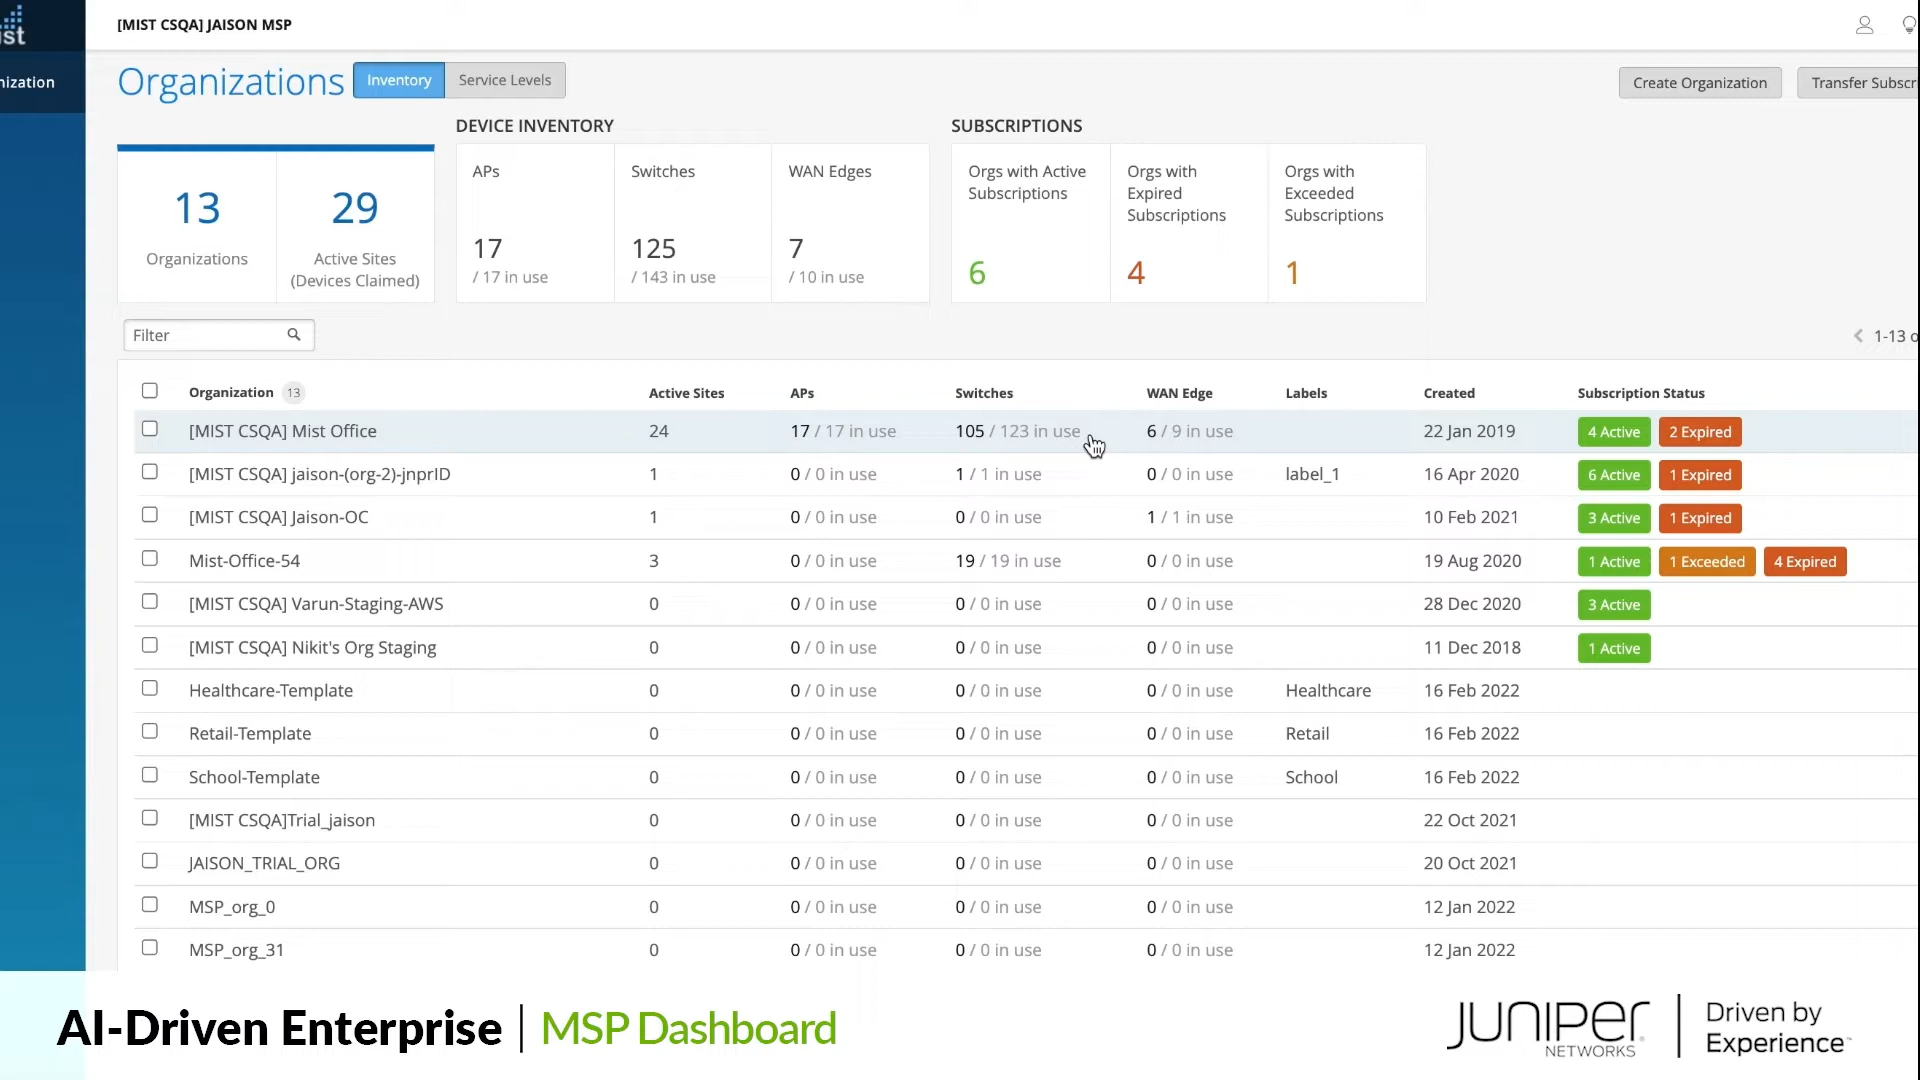 ist
[MIST CSQA] JAISON MSP
nization
Organizations
Inventory
Service Levels
Create Organization
Transfer Subscr
13
Organizations
29
Active Sites
(Devices Claimed)
DEVICE INVENTORY
APs
17
/ 17 in use
Switches
125
/ 143 in use
WAN Edges
7
/ 10 in use
SUBSCRIPTIONS
Orgs with Active
Subscriptions
6
Orgs with
Expired
Subscriptions
4
Orgs with
Exceeded
Subscriptions
1
Filter
1-13 o
Organization 13 Active Sites APs Switches WAN Edge Labels Created Subscription Status
[MIST CSQA] Mist Office 24 17 / 17 in use 105 / 123 in use 6 / 9 in use 22 Jan 2019 4 Active 2 Expired
[MIST CSQA] jaison-(org-2)-jnprID 1 0 / 0 in use 1 / 1 in use 0 / 0 in use label_1 16 Apr 2020 6 Active 1 Expired
[MIST CSQA] Jaison-OC 1 0 / 0 in use 0 / 0 in use 1 / 1 in use 10 Feb 2021 3 Active 1 Expired
Mist-Office-54 3 0 / 0 in use 19 / 19 in use 0 / 0 in use 19 Aug 2020 1 Active 1 Exceeded 4 Expired
[MIST CSQA] Varun-Staging-AWS 0 0 / 0 in use 0 / 0 in use 0 / 0 in use 28 Dec 2020 3 Active
[MIST CSQA] Nikit's Org Staging 0 0 / 0 in use 0 / 0 in use 0 / 0 in use 11 Dec 2018 1 Active
Healthcare-Template 0 0 / 0 in use 0 / 0 in use 0 / 0 in use Healthcare 16 Feb 2022
Retail-Template 0 0 / 0 in use 0 / 0 in use 0 / 0 in use Retail 16 Feb 2022
School-Template 0 0 / 0 in use 0 / 0 in use 0 / 0 in use School 16 Feb 2022
[MIST CSQA]Trial_jaison 0 0 / 0 in use 0 / 0 in use 0 / 0 in use 22 Oct 2021
JAISON_TRIAL_ORG 0 0 / 0 in use 0 / 0 in use 0 / 0 in use 20 Oct 2021
MSP_org_0 0 0 / 0 in use 0 / 0 in use 0 / 0 in use 12 Jan 2022
MSP_org_31 0 0 / 0 in use 0 / 0 in use 0 / 0 in use 12 Jan 2022
AI-Driven Enterprise | MSP Dashboard
JUNIPER
NETWORKS
Driven by
Experience™